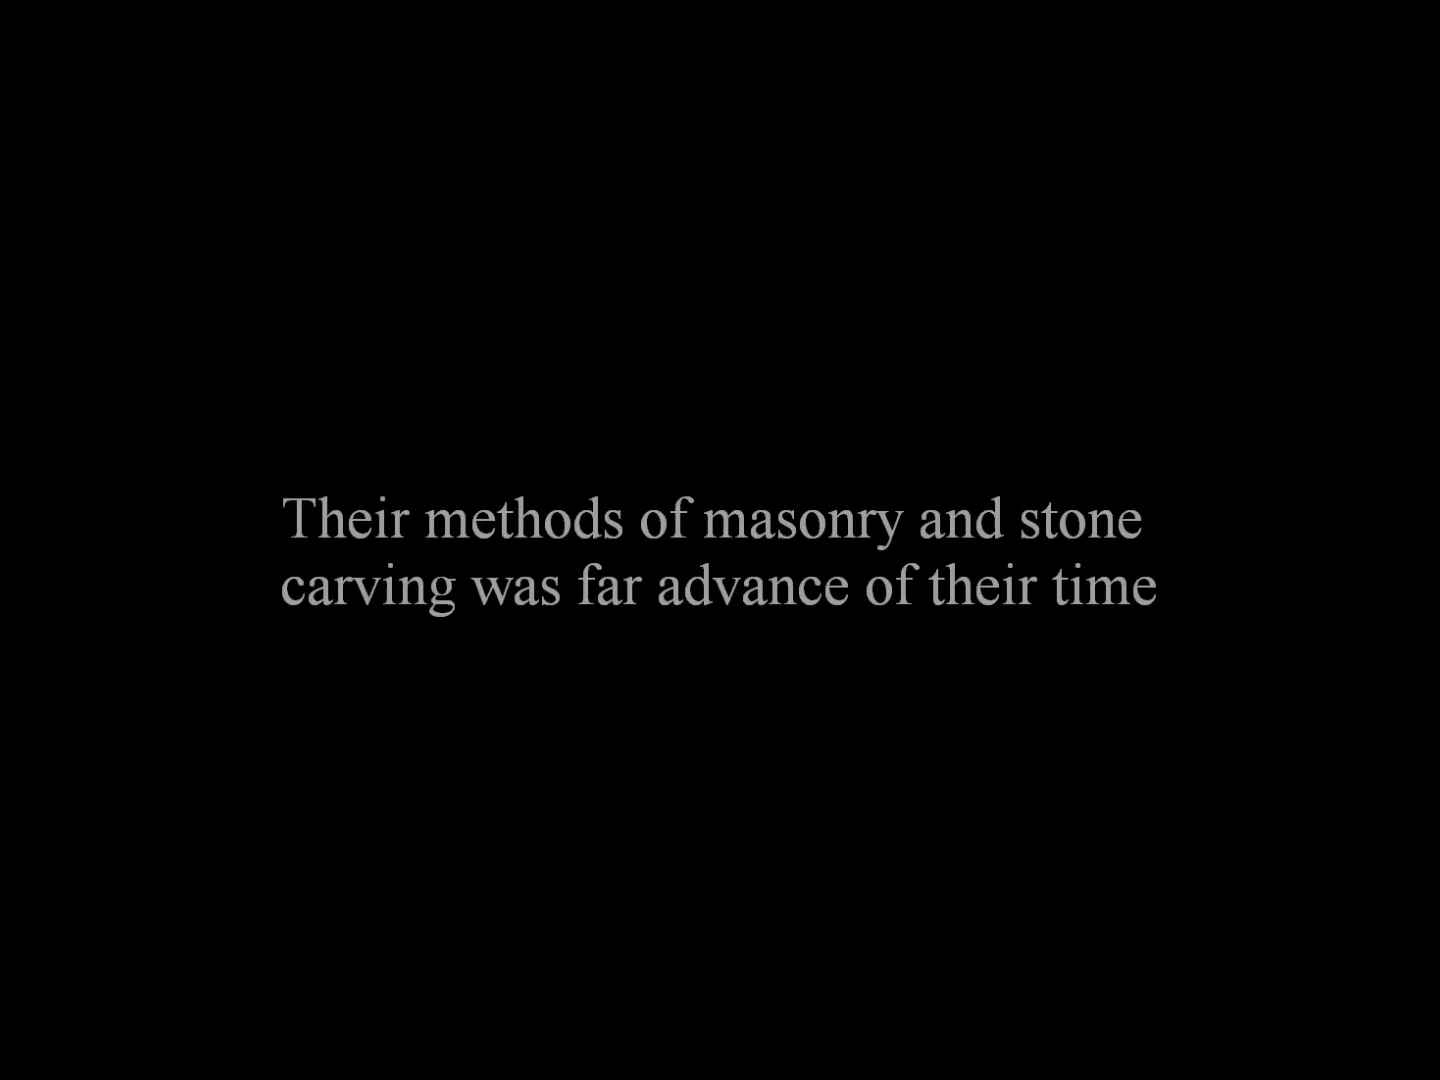 Their methods of masonry and stone
carving was far advance of their time